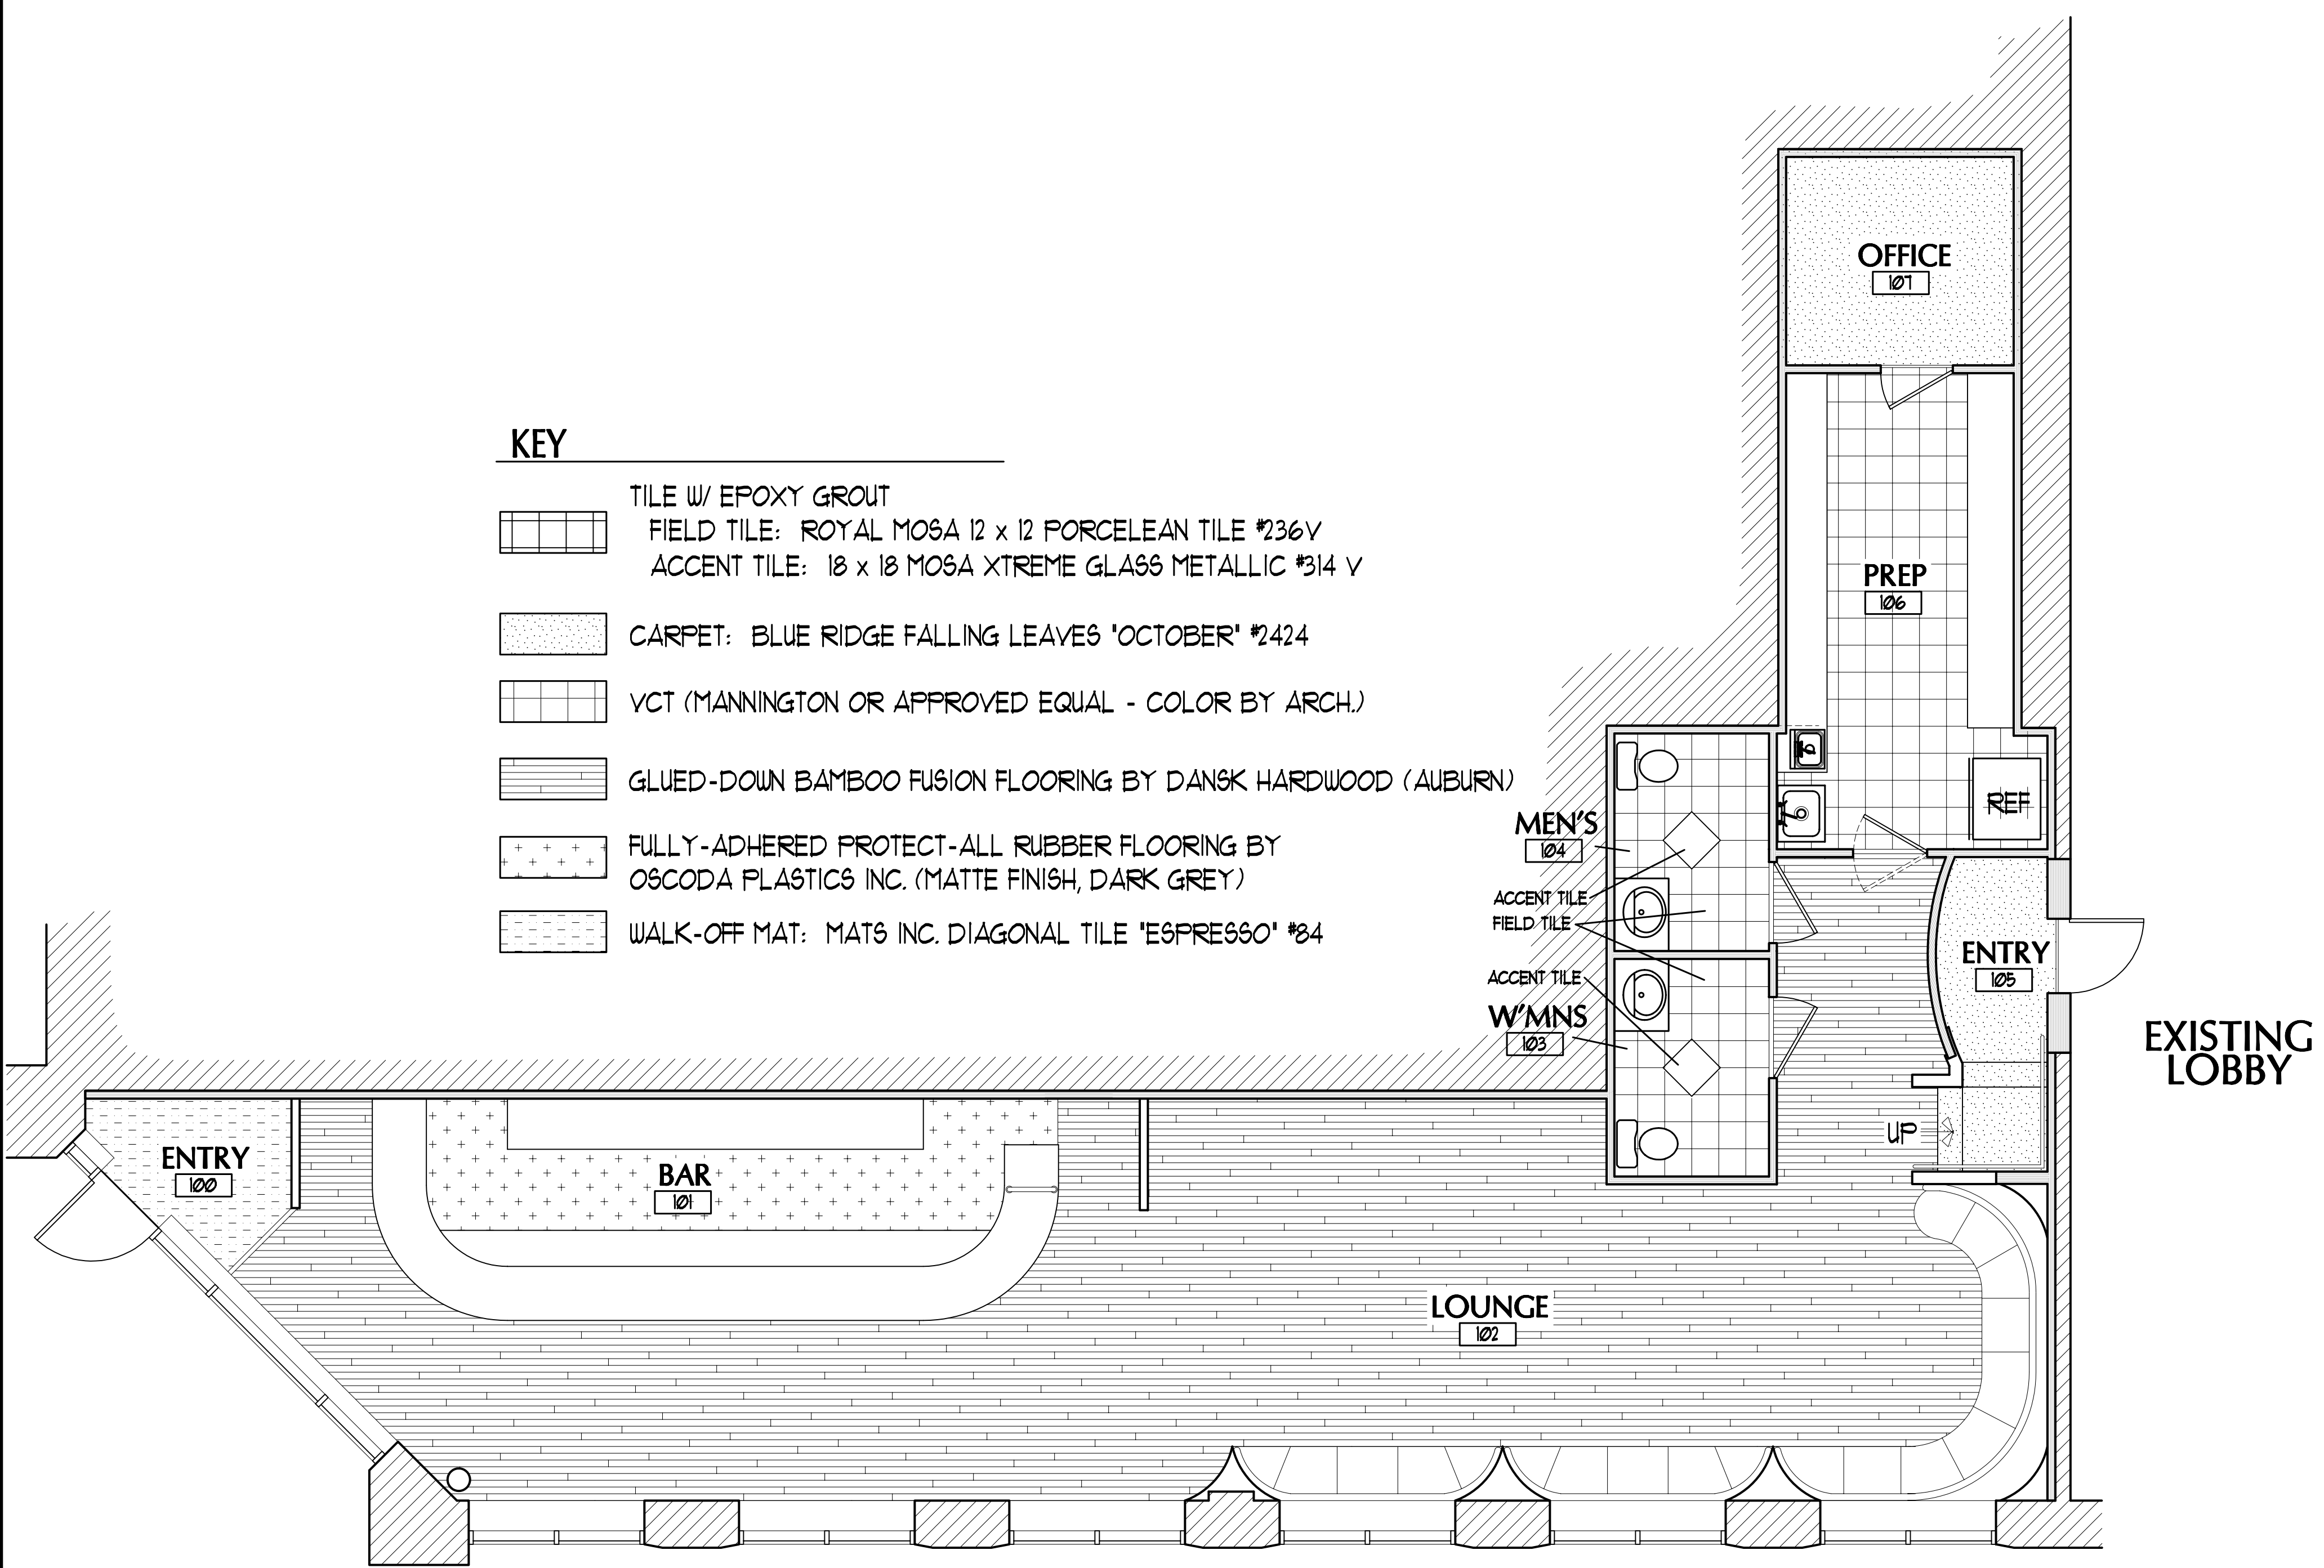 OFFICE
107
KEY
TILE W/ EPOXY GROUT
FIELD TILE: ROYAL MOSA 12 x 12 PORCELEAN TILE #236V
ACCENT TILE: 18 x 18 MOSA XTREME GLASS METALLIC #314 V
CARPET: BLUE RIDGE FALLING LEAVES "OCTOBER" #2424
VCT (MANNINGTON OR APPROVED EQUAL - COLOR BY ARCH.)
GLUED-DOWN BAMBOO FUSION FLOORING BY DANSK HARDWOOD (AUBURN)
FULLY-ADHERED PROTECT-ALL RUBBER FLOORING BY
OSCODA PLASTICS INC. (MATTE FINISH, DARK GREY)
WALK-OFF MAT: MATS INC. DIAGONAL TILE "ESPRESSO" #84
PREP
106
REF
MEN'S
104
ACCENT TILE
FIELD TILE
ACCENT TILE
W'MNS
103
ENTRY
105
EXISTING
LOBBY
UP
ENTRY
100
BAR
101
LOUNGE
102